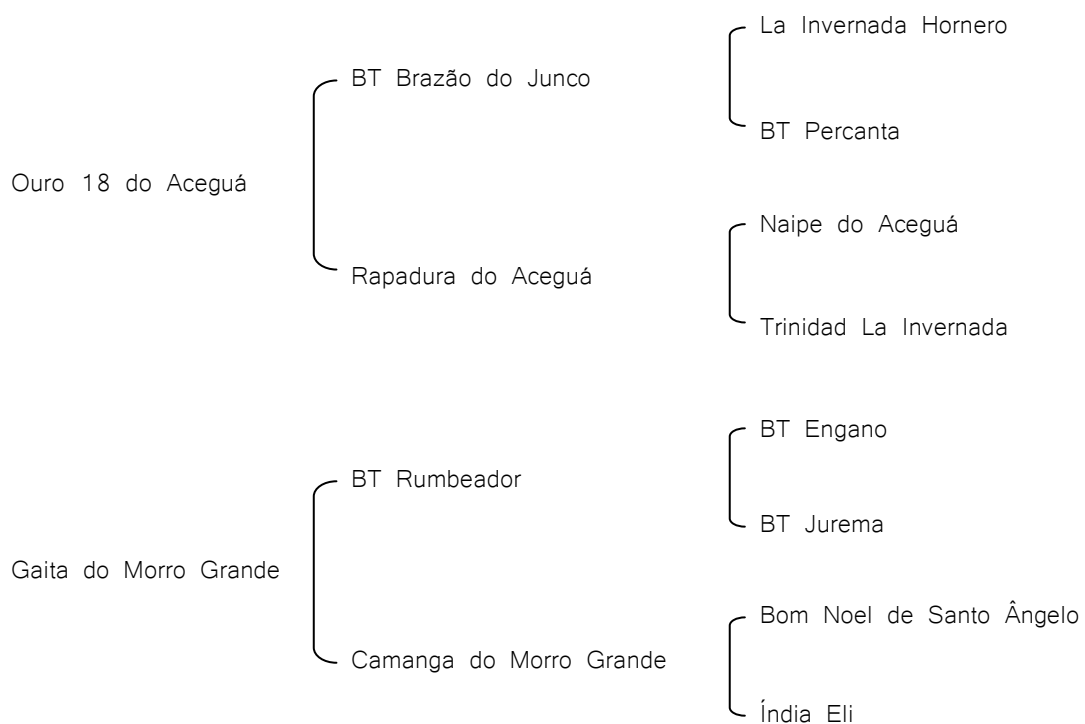 La Invernada Hornero
BT Brazão do Junco
BT Percanta
Ouro 18 do Aceguá
Naipe do Aceguá
Rapadura do Aceguá
Trinidad La Invernada
BT Engano
BT Rumbeador
BT Jurema
Gaita do Morro Grande
Bom Noel de Santo Ângelo
Camanga do Morro Grande
Índia Eli